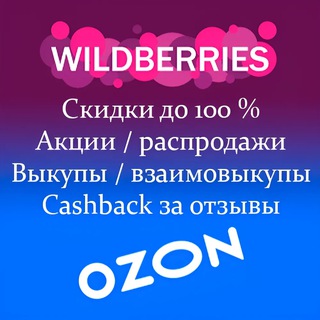 WILDBERRIES
Скидки до 100 %
Акции / распродажи
Выкупы / взаимовыкупы
Cashback за отзывы
OZON